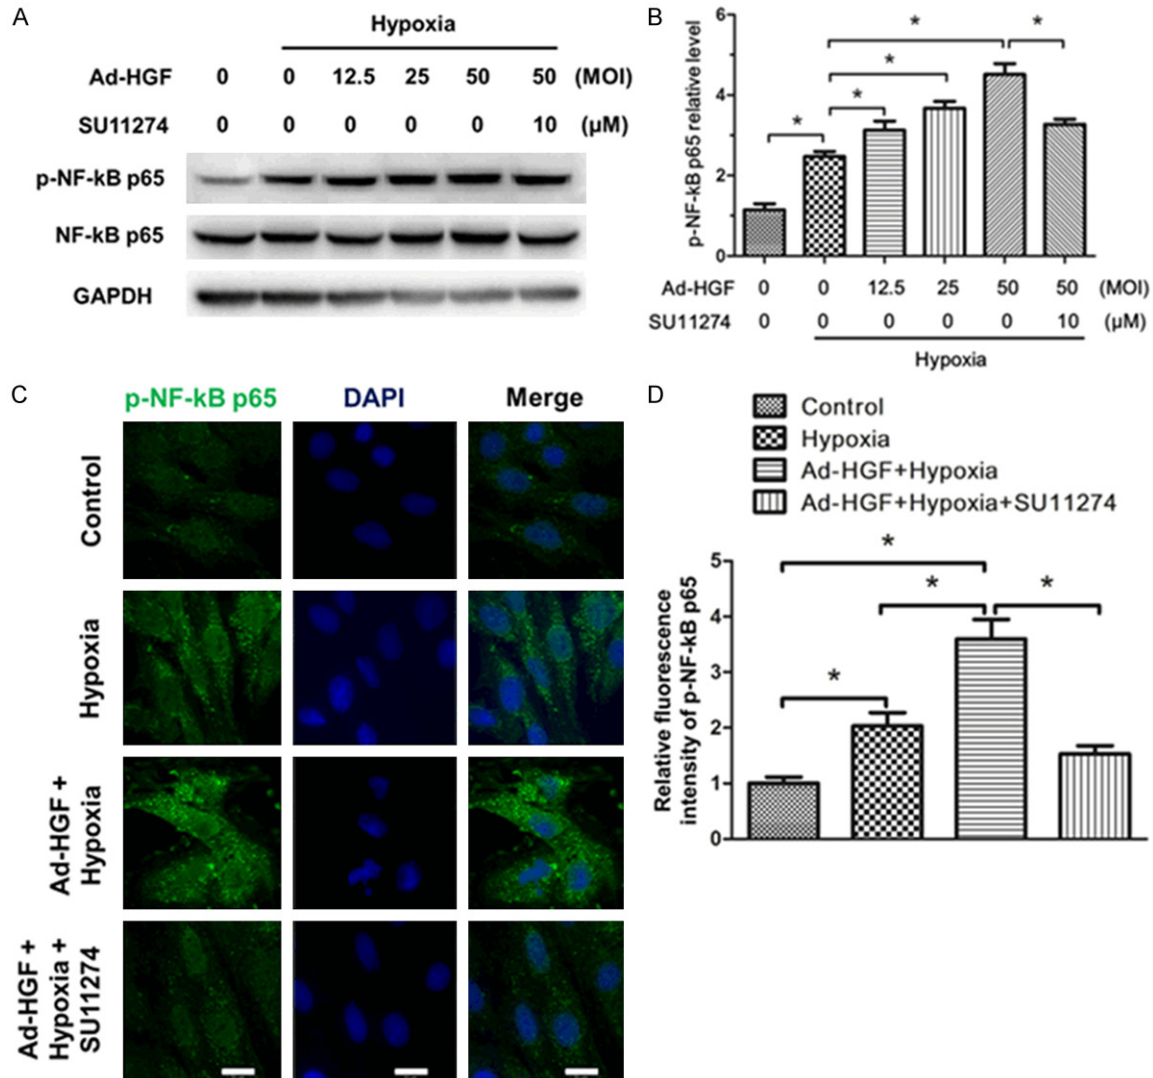 A
Hypoxia
Ad-HGF 0 0 12.5 25 50 50 (MOI)
SU11274 0 0 0 0 0 10 (μM)
p-NF-kB p65
NF-kB p65
GAPDH
B
p-NF-kB p65 relative level
6
4
2
0
* * * * *
Ad-HGF 0 0 12.5 25 50 50 (MOI)
SU11274 0 0 0 0 0 10 (μM)
Hypoxia
C
p-NF-kB p65 DAPI Merge
Control
Hypoxia
Ad-HGF +
Hypoxia
Ad-HGF +
Hypoxia +
SU11274
D
Control
Hypoxia
Ad-HGF+Hypoxia
Ad-HGF+Hypoxia+SU11274
Relative fluorescence
intensity of p-NF-kB p65
5
4
3
2
1
0
* * * *